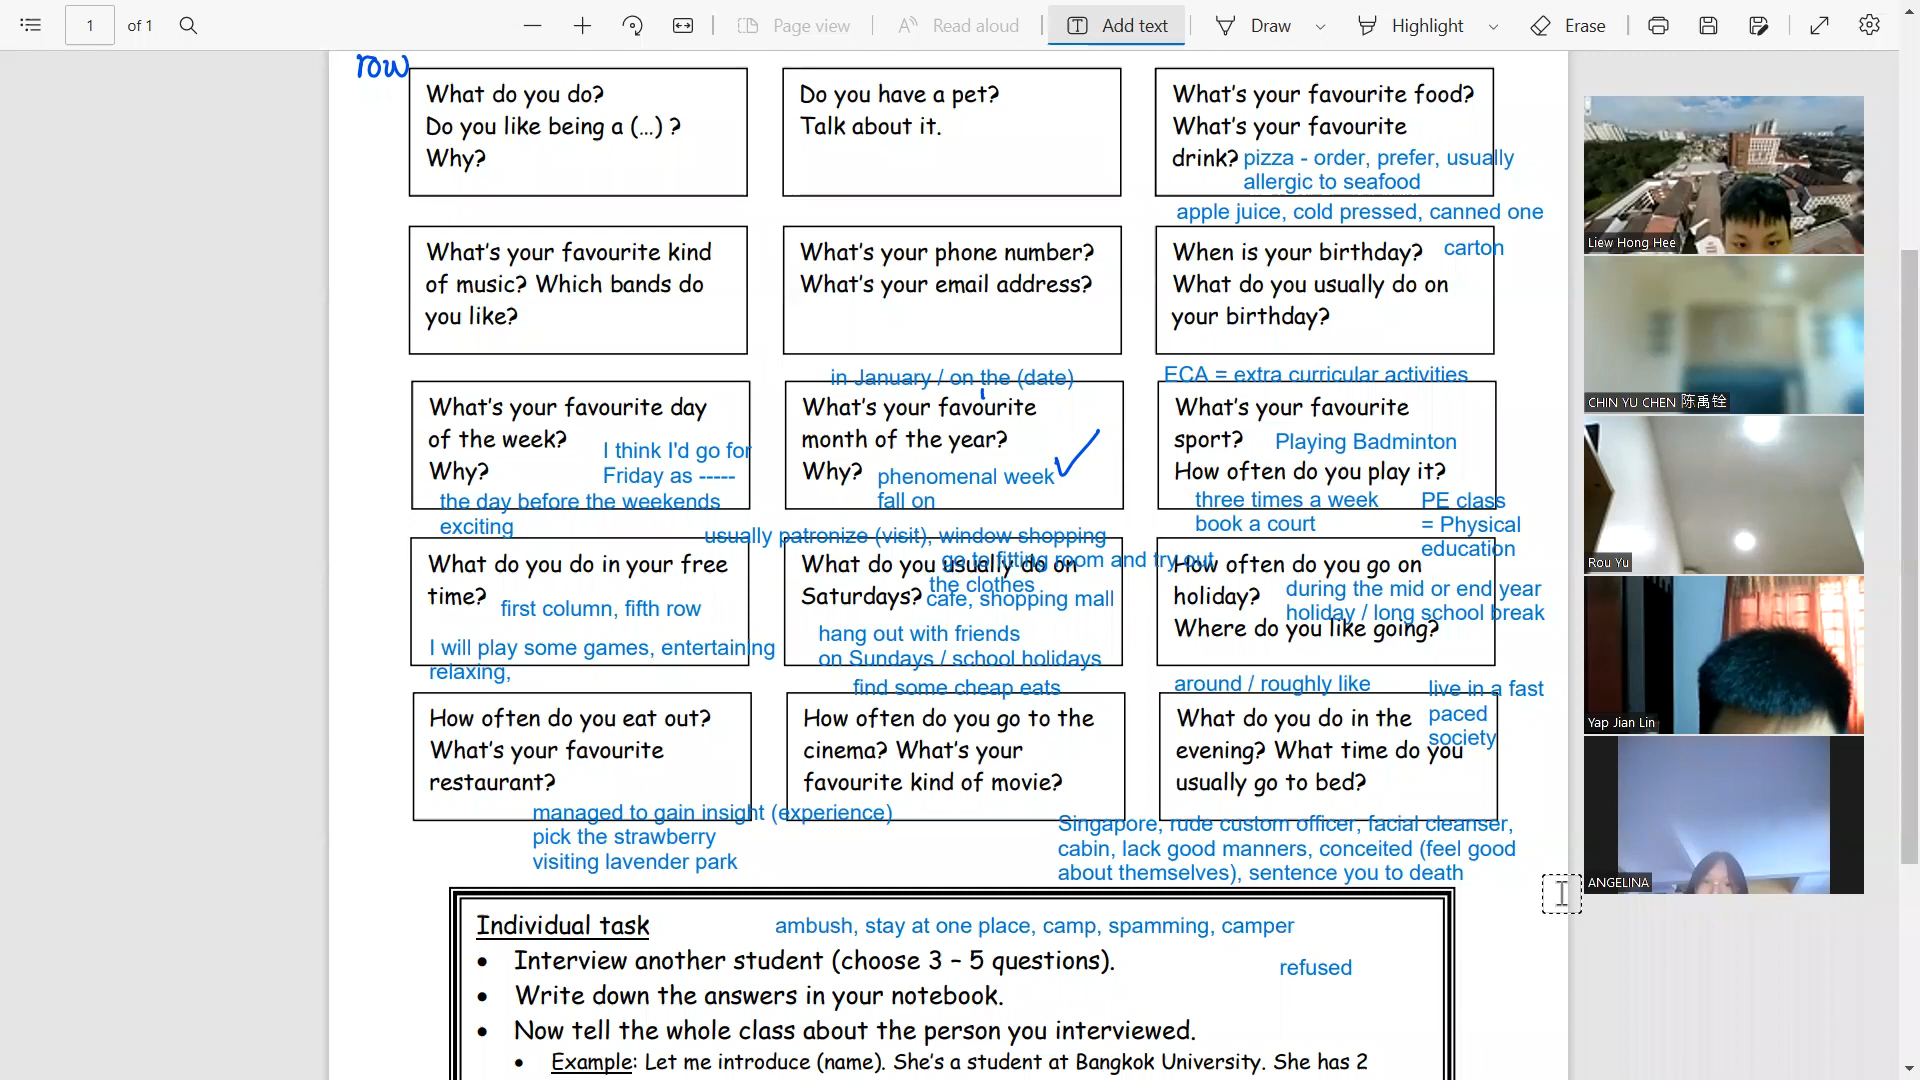 1 of 1 Page view Read aloud Add text Draw Highlight Erase
row
What do you do?
Do you like being a (…) ?
Why?
Do you have a pet?
Talk about it.
What's your favourite food?
What's your favourite
drink?
pizza - order, prefer, usually
allergic to seafood
apple juice, cold pressed, canned one
carton
What's your favourite kind
of music? Which bands do
you like?
What's your phone number?
What's your email address?
When is your birthday?
What do you usually do on
your birthday?
in January / on the (date)
ECA = extra curricular activities
What's your favourite day
of the week?
Why?
I think I'd go for
Friday as -----
the day before the weekends
exciting
What's your favourite
month of the year?
Why?
phenomenal week
fall on
What's your favourite
sport?
How often do you play it?
Playing Badminton
three times a week
book a court
PE class
= Physical
education
usually patronize (visit), window shopping
go to fitting room and try out
the clothes
cafe, shopping mall
What do you do in your free
time?
first column, fifth row
I will play some games, entertaining
relaxing,
What do you usually do on
Saturdays?
hang out with friends
on Sundays / school holidays
find some cheap eats
How often do you go on
holiday?
Where do you like going?
during the mid or end year
holiday / long school break
around / roughly like
live in a fast
paced
society
How often do you eat out?
What's your favourite
restaurant?
How often do you go to the
cinema? What's your
favourite kind of movie?
What do you do in the
evening? What time do you
usually go to bed?
managed to gain insight (experience)
pick the strawberry
visiting lavender park
Singapore, rude custom officer, facial cleanser,
cabin, lack good manners, conceited (feel good
about themselves), sentence you to death
Individual task
ambush, stay at one place, camp, spamming, camper
• Interview another student (choose 3 – 5 questions).
refused
• Write down the answers in your notebook.
• Now tell the whole class about the person you interviewed.
• Example: Let me introduce (name). She's a student at Bangkok University. She has 2
Liew Hong Hee
CHIN YU CHEN 陈禹铨
Rou Yu
Yap Jian Lin
ANGELINA